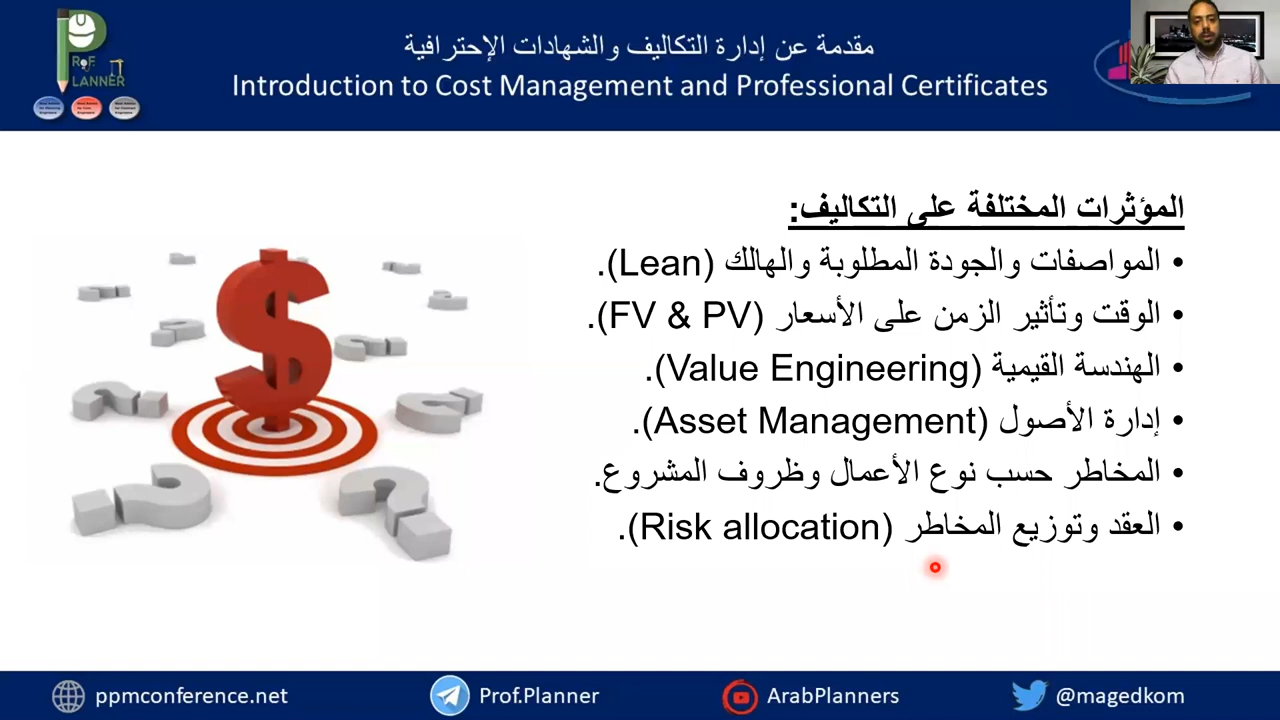 مقدمة عن إدارة التكاليف والشهادات الإحترافية
Introduction to Cost Management and Professional Certificates
Prof.
PLANNER
المؤثرات المختلفة على التكاليف:
• المواصفات والجودة المطلوبة والهالك (Lean).
• الوقت وتأثير الزمن على الأسعار (FV & PV).
• الهندسة القيمية (Value Engineering).
• إدارة الأصول (Asset Management).
• المخاطر حسب نوع الأعمال وظروف المشروع.
• العقد وتوزيع المخاطر (Risk allocation).
ppmconference.net
Prof.Planner
ArabPlanners
@magedkom